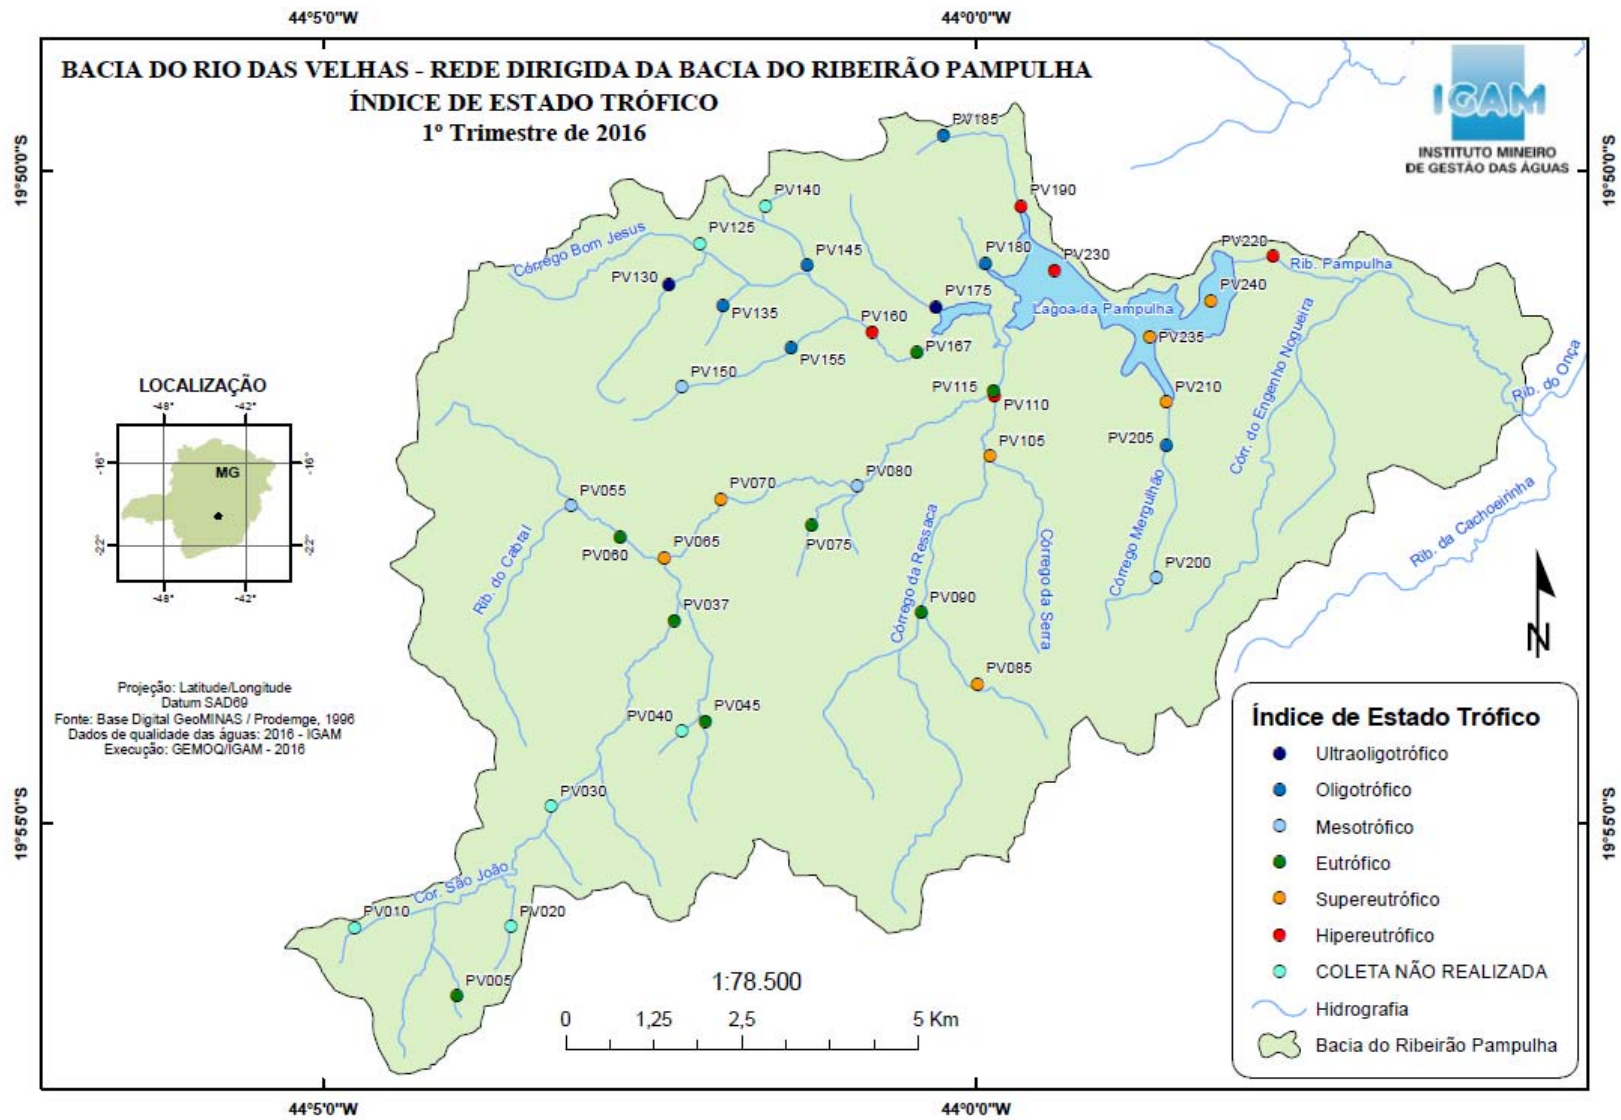 44°5'0"W
44°0'0"W
BACIA DO RIO DAS VELHAS - REDE DIRIGIDA DA BACIA DO RIBEIRÃO PAMPULHA
ÍNDICE DE ESTADO TRÓFICO
1º Trimestre de 2016
IGAM
INSTITUTO MINEIRO
DE GESTÃO DAS ÁGUAS
19°50'0"S
19°50'0"S
PV185
PV140
PV190
PV125
Córrego Bom Jesus
PV145
PV180
PV230
PV220
Rib. Pampulha
PV130
PV175
PV240
PV135
Lagoa da Pampulha
PV160
PV235
PV167
PV155
PV150
PV115
PV110
PV210
Córr. do Engenho Nogueira
Rib. do Onça
LOCALIZAÇÃO
-48°
-42°
-16°
-16°
MG
-22°
-22°
-48°
-42°
PV105
PV205
PV080
PV070
PV055
PV075
PV060
PV065
Rib. do Cabral
Córrego da Ressaca
Córrego da Serra
Córrego Mergulhão
Rib. da Cachoeirinha
PV200
PV037
PV090
PV085
N
Projeção: Latitude/Longitude
Datum SAD69
Fonte: Base Digital GeoMINAS / Prodemge, 1996
Dados de qualidade das águas: 2016 - IGAM
Execução: GEMOQ/IGAM - 2016
PV040
PV045
PV030
19°55'0"S
19°55'0"S
Cor. São João
PV010
PV020
PV005
1:78.500
0 1,25 2,5 5 Km
Índice de Estado Trófico
Ultraoligotrófico
Oligotrófico
Mesotrófico
Eutrófico
Supereutrófico
Hipereutrófico
COLETA NÃO REALIZADA
Hidrografia
Bacia do Ribeirão Pampulha
44°5'0"W
44°0'0"W